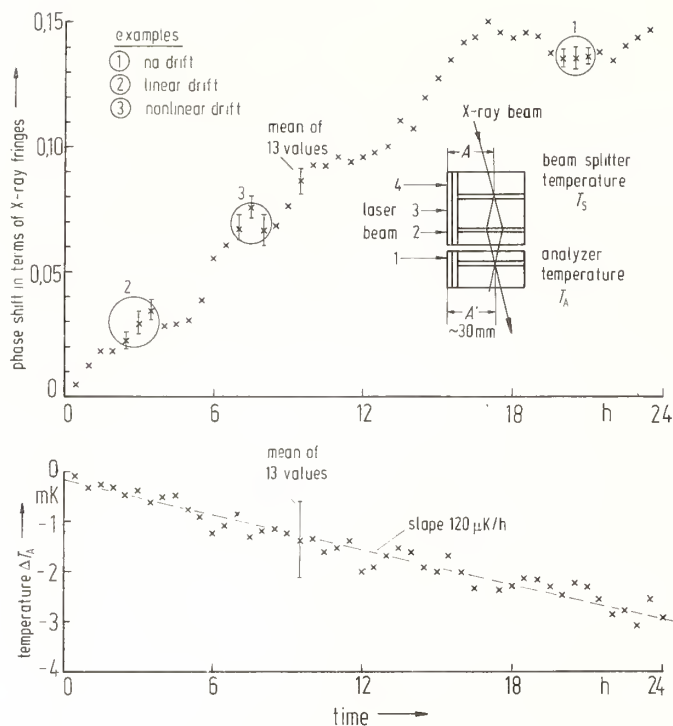 phase shift in terms of X-ray fringes
0,15
0,10
0,05
0
examples
1 no drift
2 linear drift
3 nonlinear drift
1
2
3
mean of
13 values
X-ray beam
A
4
laser 3
beam 2
1
beam splitter
temperature
T_S
analyzer
temperature
T_A
A'
~30mm
0 6 12 18 h 24
temperature ΔT_A
0
mK
-1
-2
-3
-4
mean of
13 values
slope 120 µK/h
0 6 12 18 h 24
time